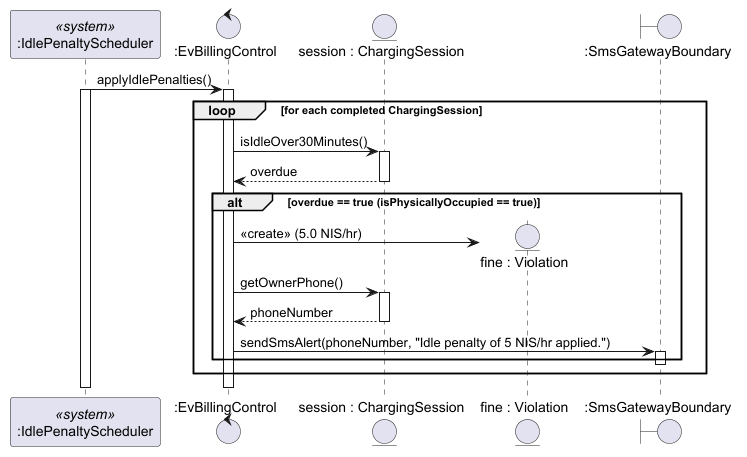 «system»
:IdlePenaltyScheduler
:EvBillingControl
session : ChargingSession
:SmsGatewayBoundary
applyIdlePenalties()
loop
[for each completed ChargingSession]
isIdleOver30Minutes()
overdue
alt
[overdue == true (isPhysicallyOccupied == true)]
«create» (5.0 NIS/hr)
fine : Violation
getOwnerPhone()
phoneNumber
sendSmsAlert(phoneNumber, "Idle penalty of 5 NIS/hr applied.")
«system»
:IdlePenaltyScheduler
:EvBillingControl
session : ChargingSession
fine : Violation
:SmsGatewayBoundary